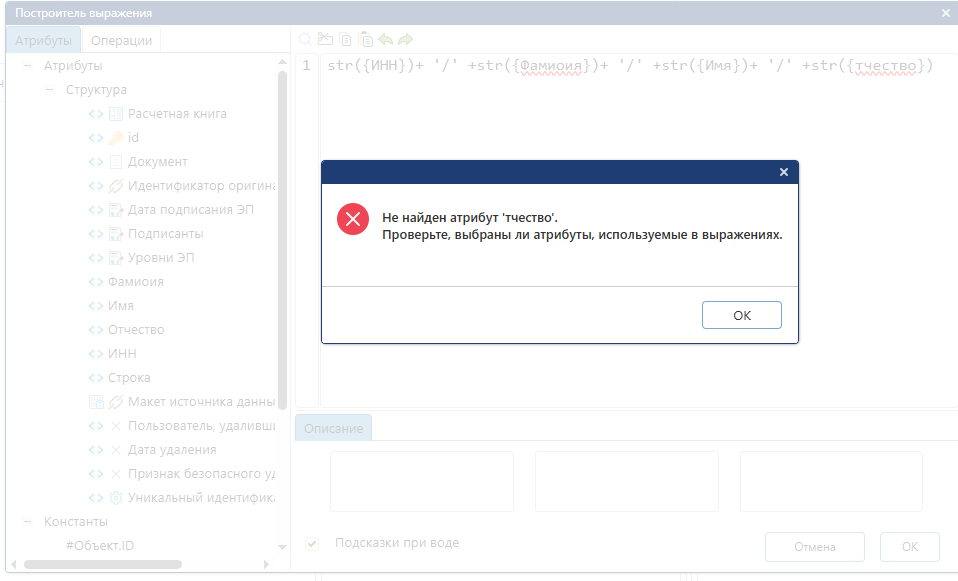 Построитель выражения
Атрибуты Операции
Атрибуты
Структура
Расчетная книга
id
Документ
Идентификатор оригина
Дата подписания ЭП
Подписанты
Уровни ЭП
Фамиоия
Имя
Отчество
ИНН
Строка
Макет источника данны
Пользователь, удаливши
Дата удаления
Признак безопасного уд
Уникальный идентифика
Константы
#Объект.ID
1 str({ИНН})+ '/' +str({Фамиоия})+ '/' +str({Имя})+ '/' +str({тчество})
Не найден атрибут 'тчество'.
Проверьте, выбраны ли атрибуты, используемые в выражениях.
ОК
Описание
Подсказки при воде
Отмена ОК